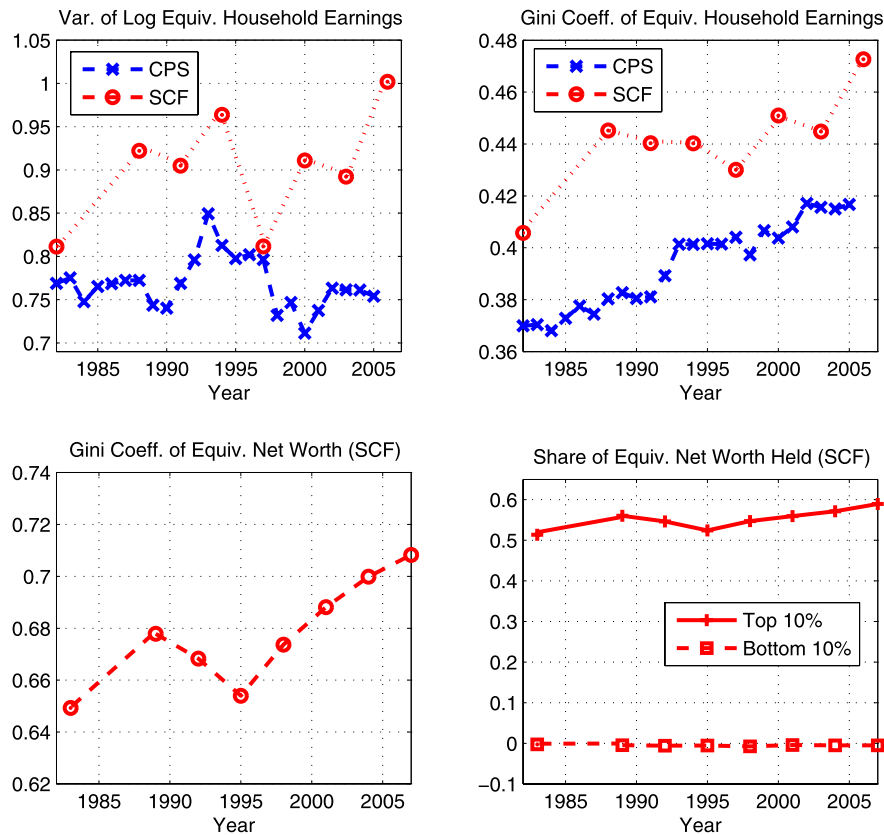 Var. of Log Equiv. Household Earnings
1.05
1
0.95
0.9
0.85
0.8
0.75
0.7
CPS
SCF
1985 1990 1995 2000 2005
Year
Gini Coeff. of Equiv. Household Earnings
0.48
0.46
0.44
0.42
0.4
0.38
0.36
CPS
SCF
1985 1990 1995 2000 2005
Year
Gini Coeff. of Equiv. Net Worth (SCF)
0.74
0.72
0.7
0.68
0.66
0.64
0.62
1985 1990 1995 2000 2005
Year
Share of Equiv. Net Worth Held (SCF)
0.6
0.5
0.4
0.3
0.2
0.1
0
−0.1
Top 10%
Bottom 10%
1985 1990 1995 2000 2005
Year